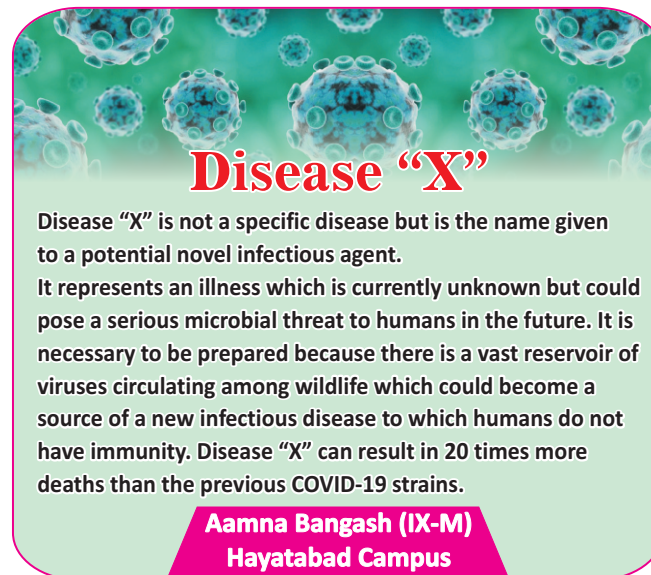 Disease “X”
Disease “X” is not a specific disease but is the name given
to a potential novel infectious agent.
It represents an illness which is currently unknown but could
pose a serious microbial threat to humans in the future. It is
necessary to be prepared because there is a vast reservoir of
viruses circulating among wildlife which could become a
source of a new infectious disease to which humans do not
have immunity. Disease “X” can result in 20 times more
deaths than the previous COVID-19 strains.
Aamna Bangash (IX-M)
Hayatabad Campus